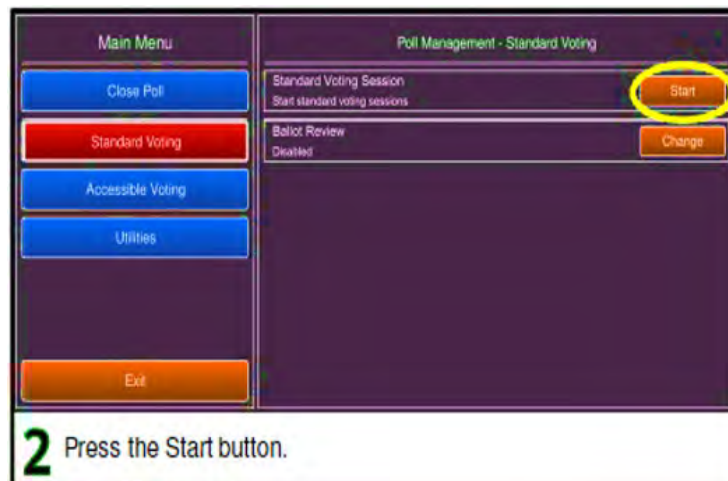 Main Menu
Close Poll
Standard Voting
Accessible Voting
Utilities
Exit
Poll Management - Standard Voting
Standard Voting Session
Start standard voting sessions
Start
Ballot Review
Disabled
Change
2 Press the Start button.